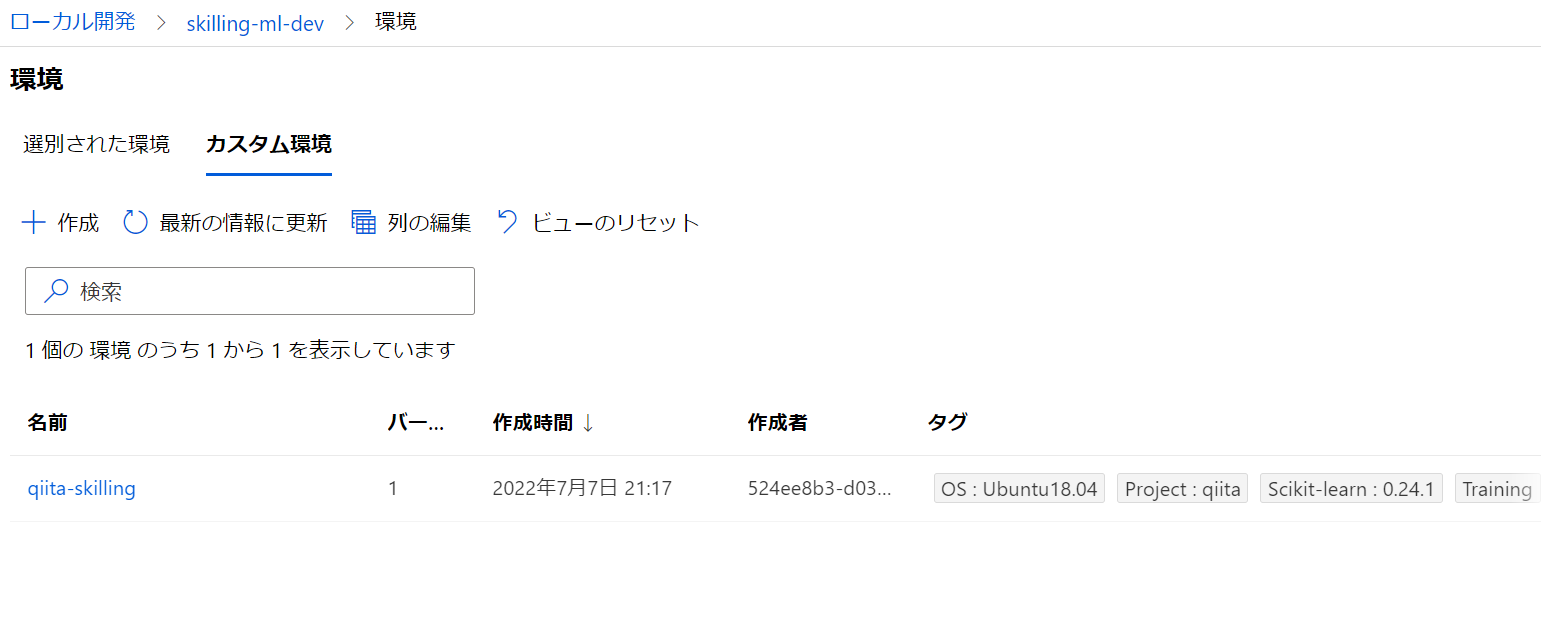 ローカル開発 > skilling-ml-dev > 環境
環境
選別された環境 カスタム環境
作成 最新の情報に更新 列の編集 ビューのリセット
検索
1 個の 環境 のうち 1 から 1 を表示しています
名前 バー... 作成時間 ↓ 作成者 タグ
qiita-skilling 1 2022年7月7日 21:17 524ee8b3-d03... OS : Ubuntu18.04 Project : qiita Scikit-learn : 0.24.1 Training